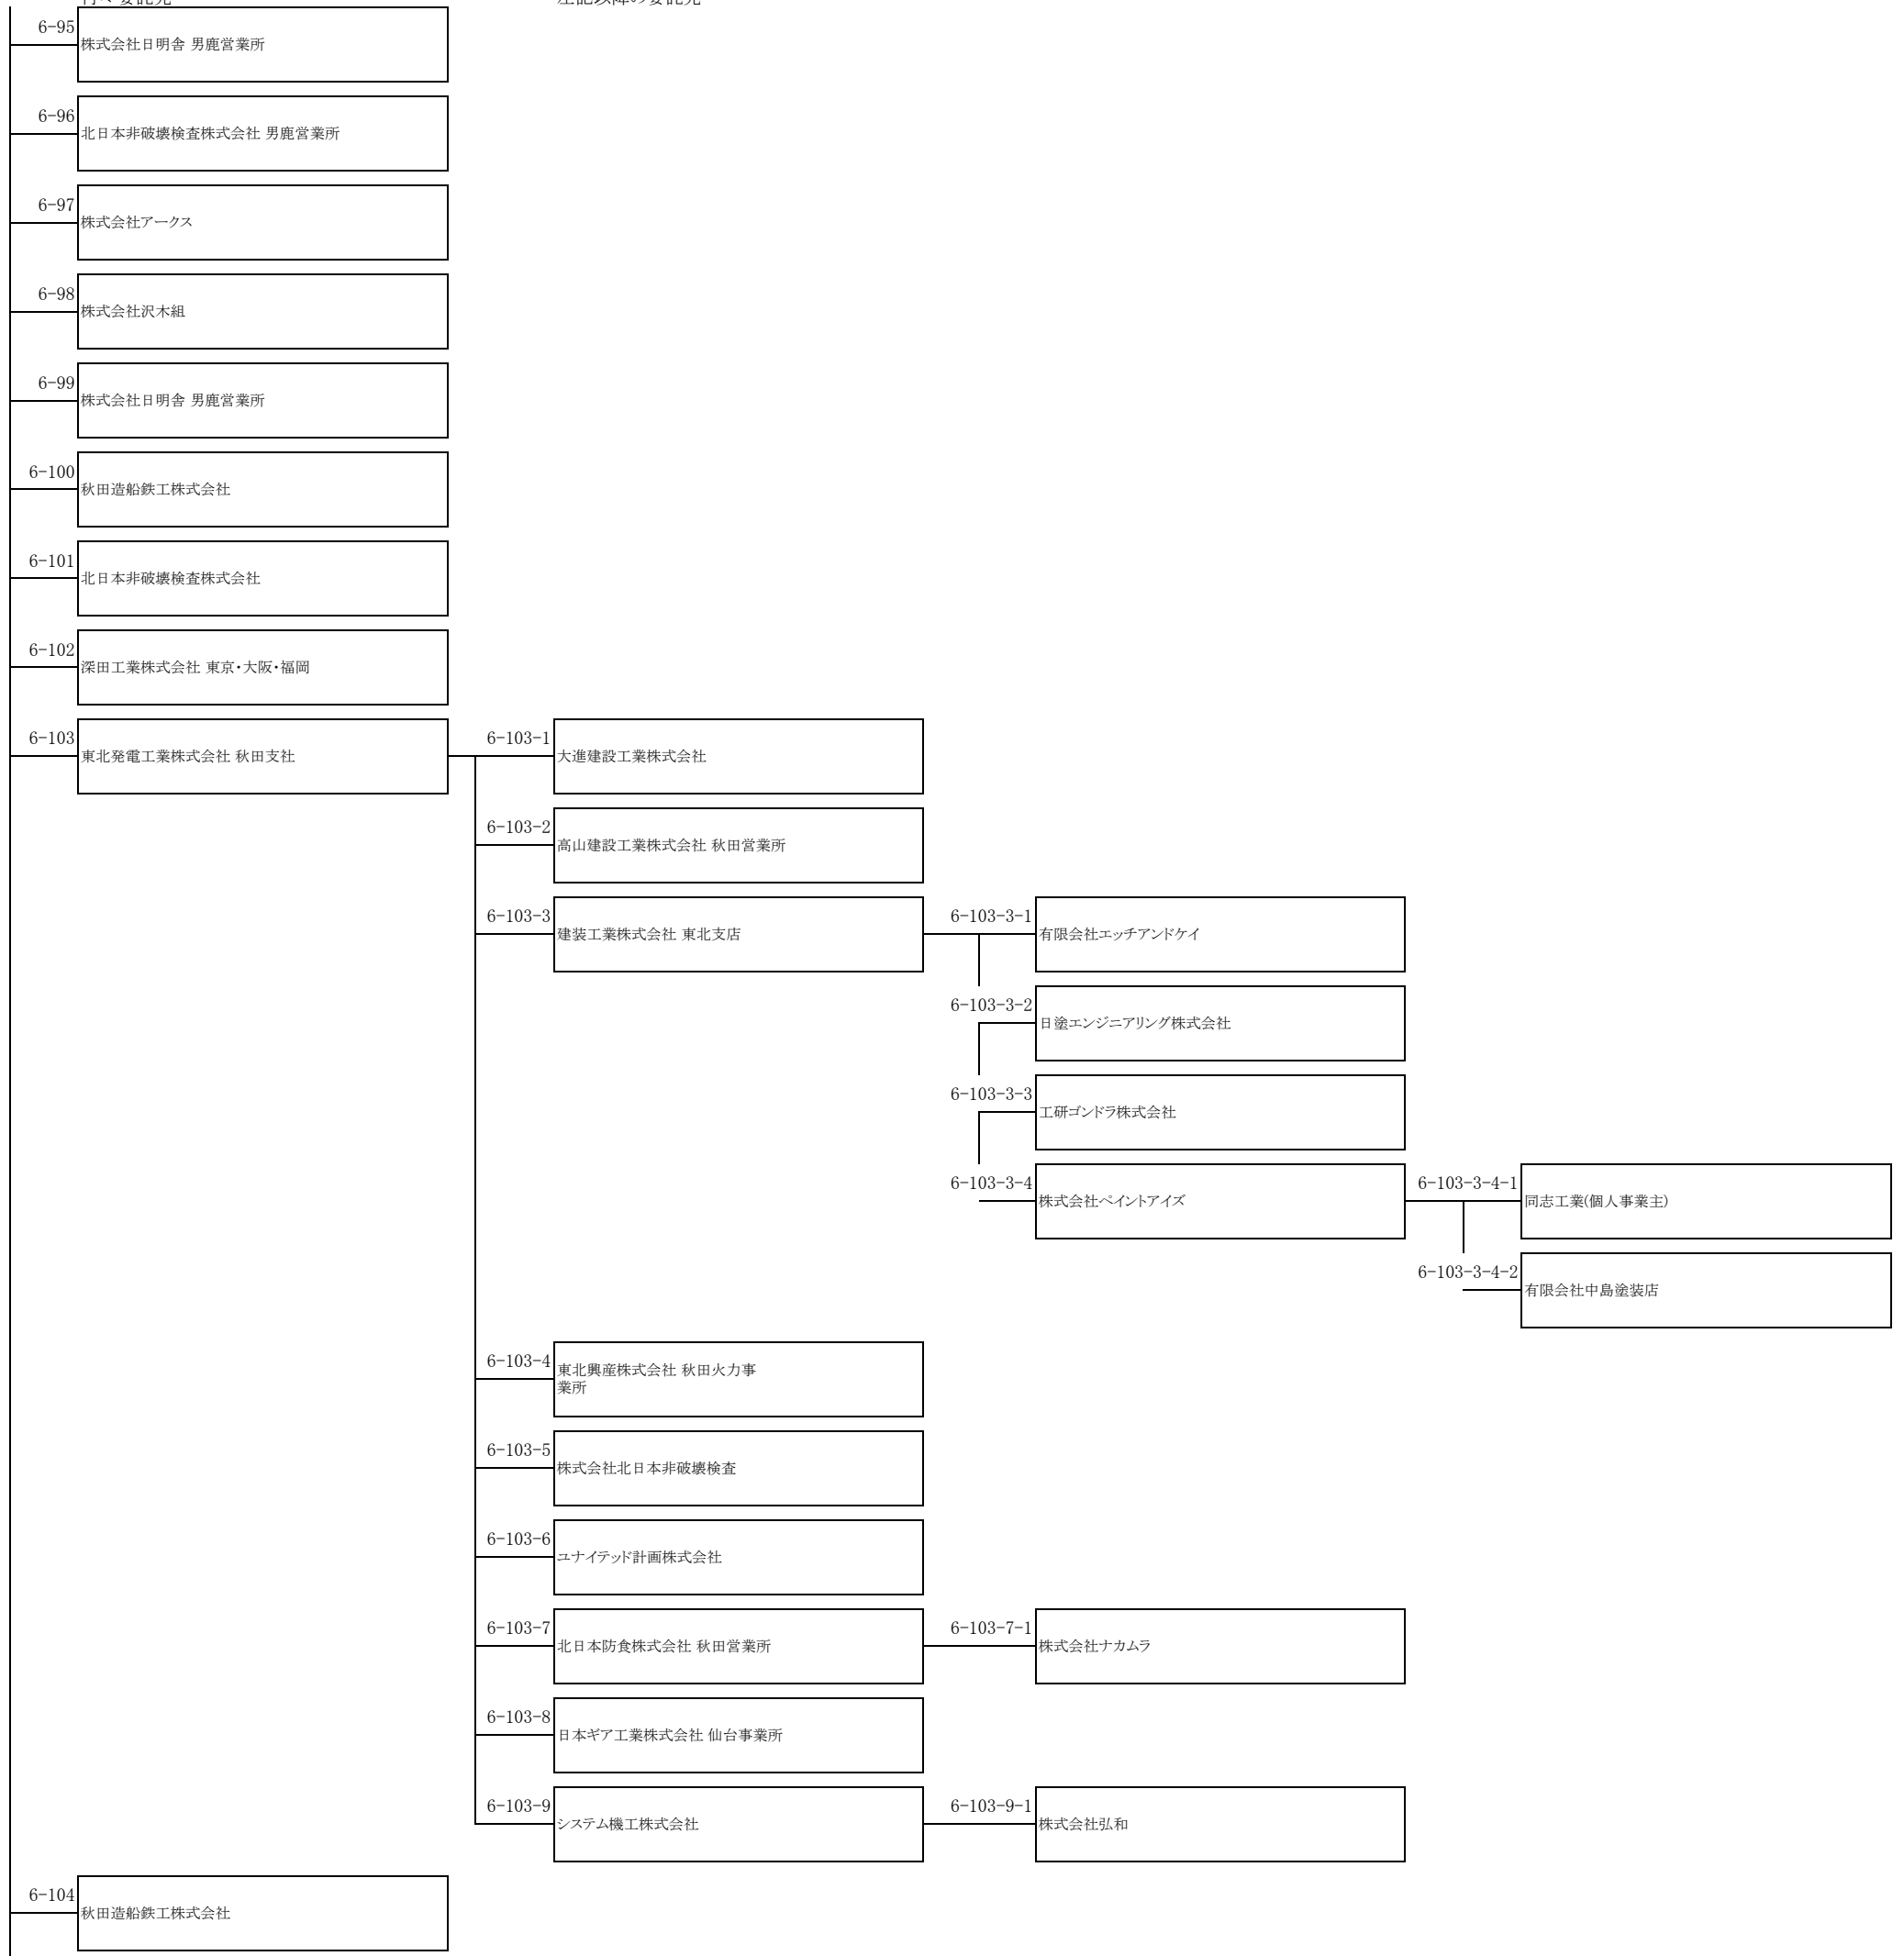 6-95
株式会社日明舎 男鹿営業所
6-96
北日本非破壊検査株式会社 男鹿営業所
6-97
株式会社アークス
6-98
株式会社沢木組
6-99
株式会社日明舎 男鹿営業所
6-100
秋田造船鉄工株式会社
6-101
北日本非破壊検査株式会社
6-102
深田工業株式会社 東京・大阪・福岡
6-103
東北発電工業株式会社 秋田支社
6-103-1
大進建設工業株式会社
6-103-2
高山建設工業株式会社 秋田営業所
6-103-3
建装工業株式会社 東北支店
6-103-3-1
有限会社エッチアンドケイ
6-103-3-2
日塗エンジニアリング株式会社
6-103-3-3
工研ゴンドラ株式会社
6-103-3-4
株式会社ペイントアイズ
6-103-3-4-1
同志工業(個人事業主)
6-103-3-4-2
有限会社中島塗装店
6-103-4
東北興産株式会社 秋田火力事
業所
6-103-5
株式会社北日本非破壊検査
6-103-6
ユナイテッド計画株式会社
6-103-7
北日本防食株式会社 秋田営業所
6-103-7-1
株式会社ナカムラ
6-103-8
日本ギア工業株式会社 仙台事業所
6-103-9
システム機工株式会社
6-103-9-1
株式会社弘和
6-104
秋田造船鉄工株式会社